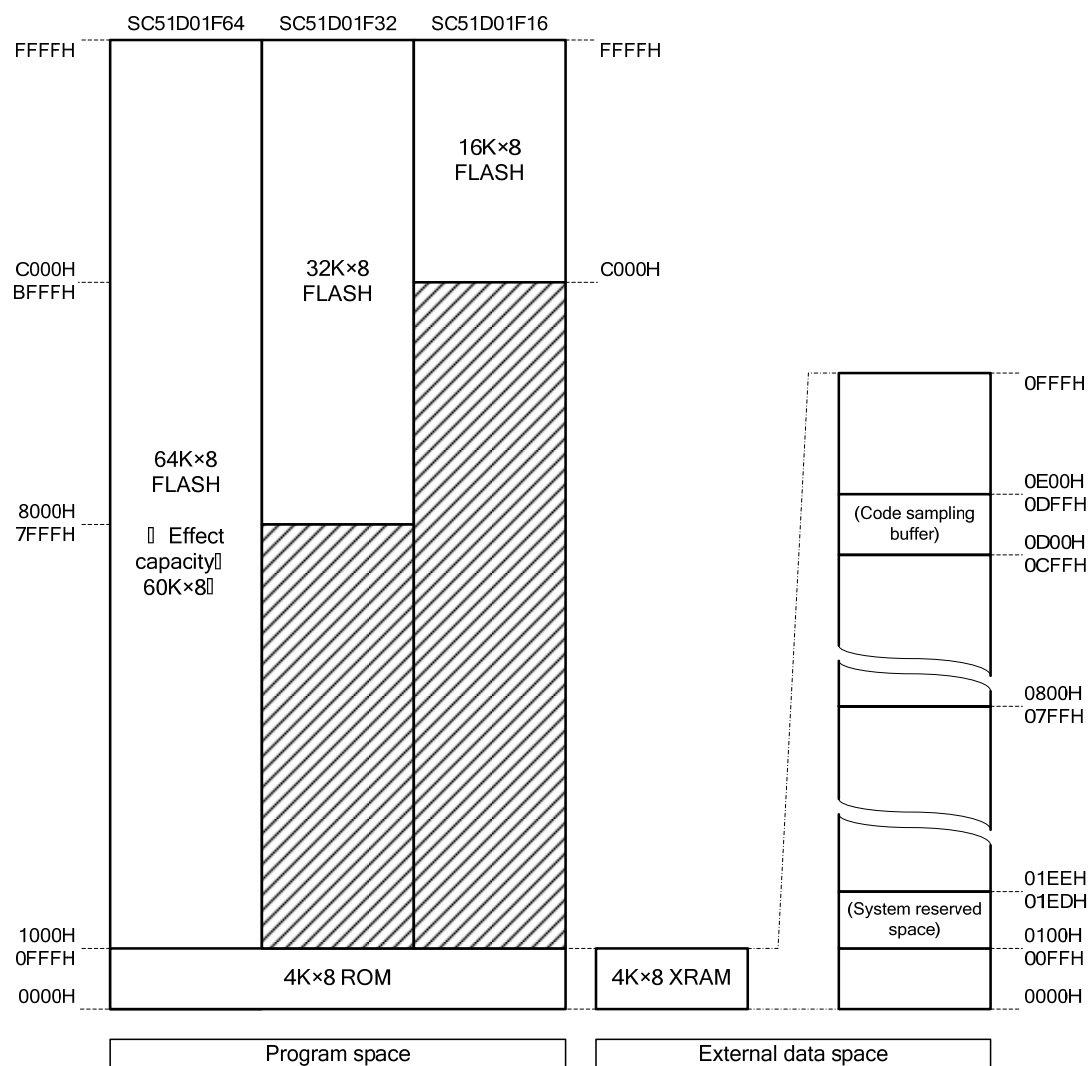 SC51D01F64 SC51D01F32 SC51D01F16
FFFFH
FFFFH
16K×8
FLASH
C000H
BFFFH
32K×8
FLASH
C000H
64K×8
FLASH
Effect
capacity
60K×8
8000H
7FFFH
1000H
0FFFH
0000H
4K×8 ROM
4K×8 XRAM
0FFFH
0E00H
0DFFH
(Code sampling
buffer)
0D00H
0CFFH
0800H
07FFH
01EEH
01EDH
(System reserved
space)
0100H
00FFH
0000H
Program space
External data space